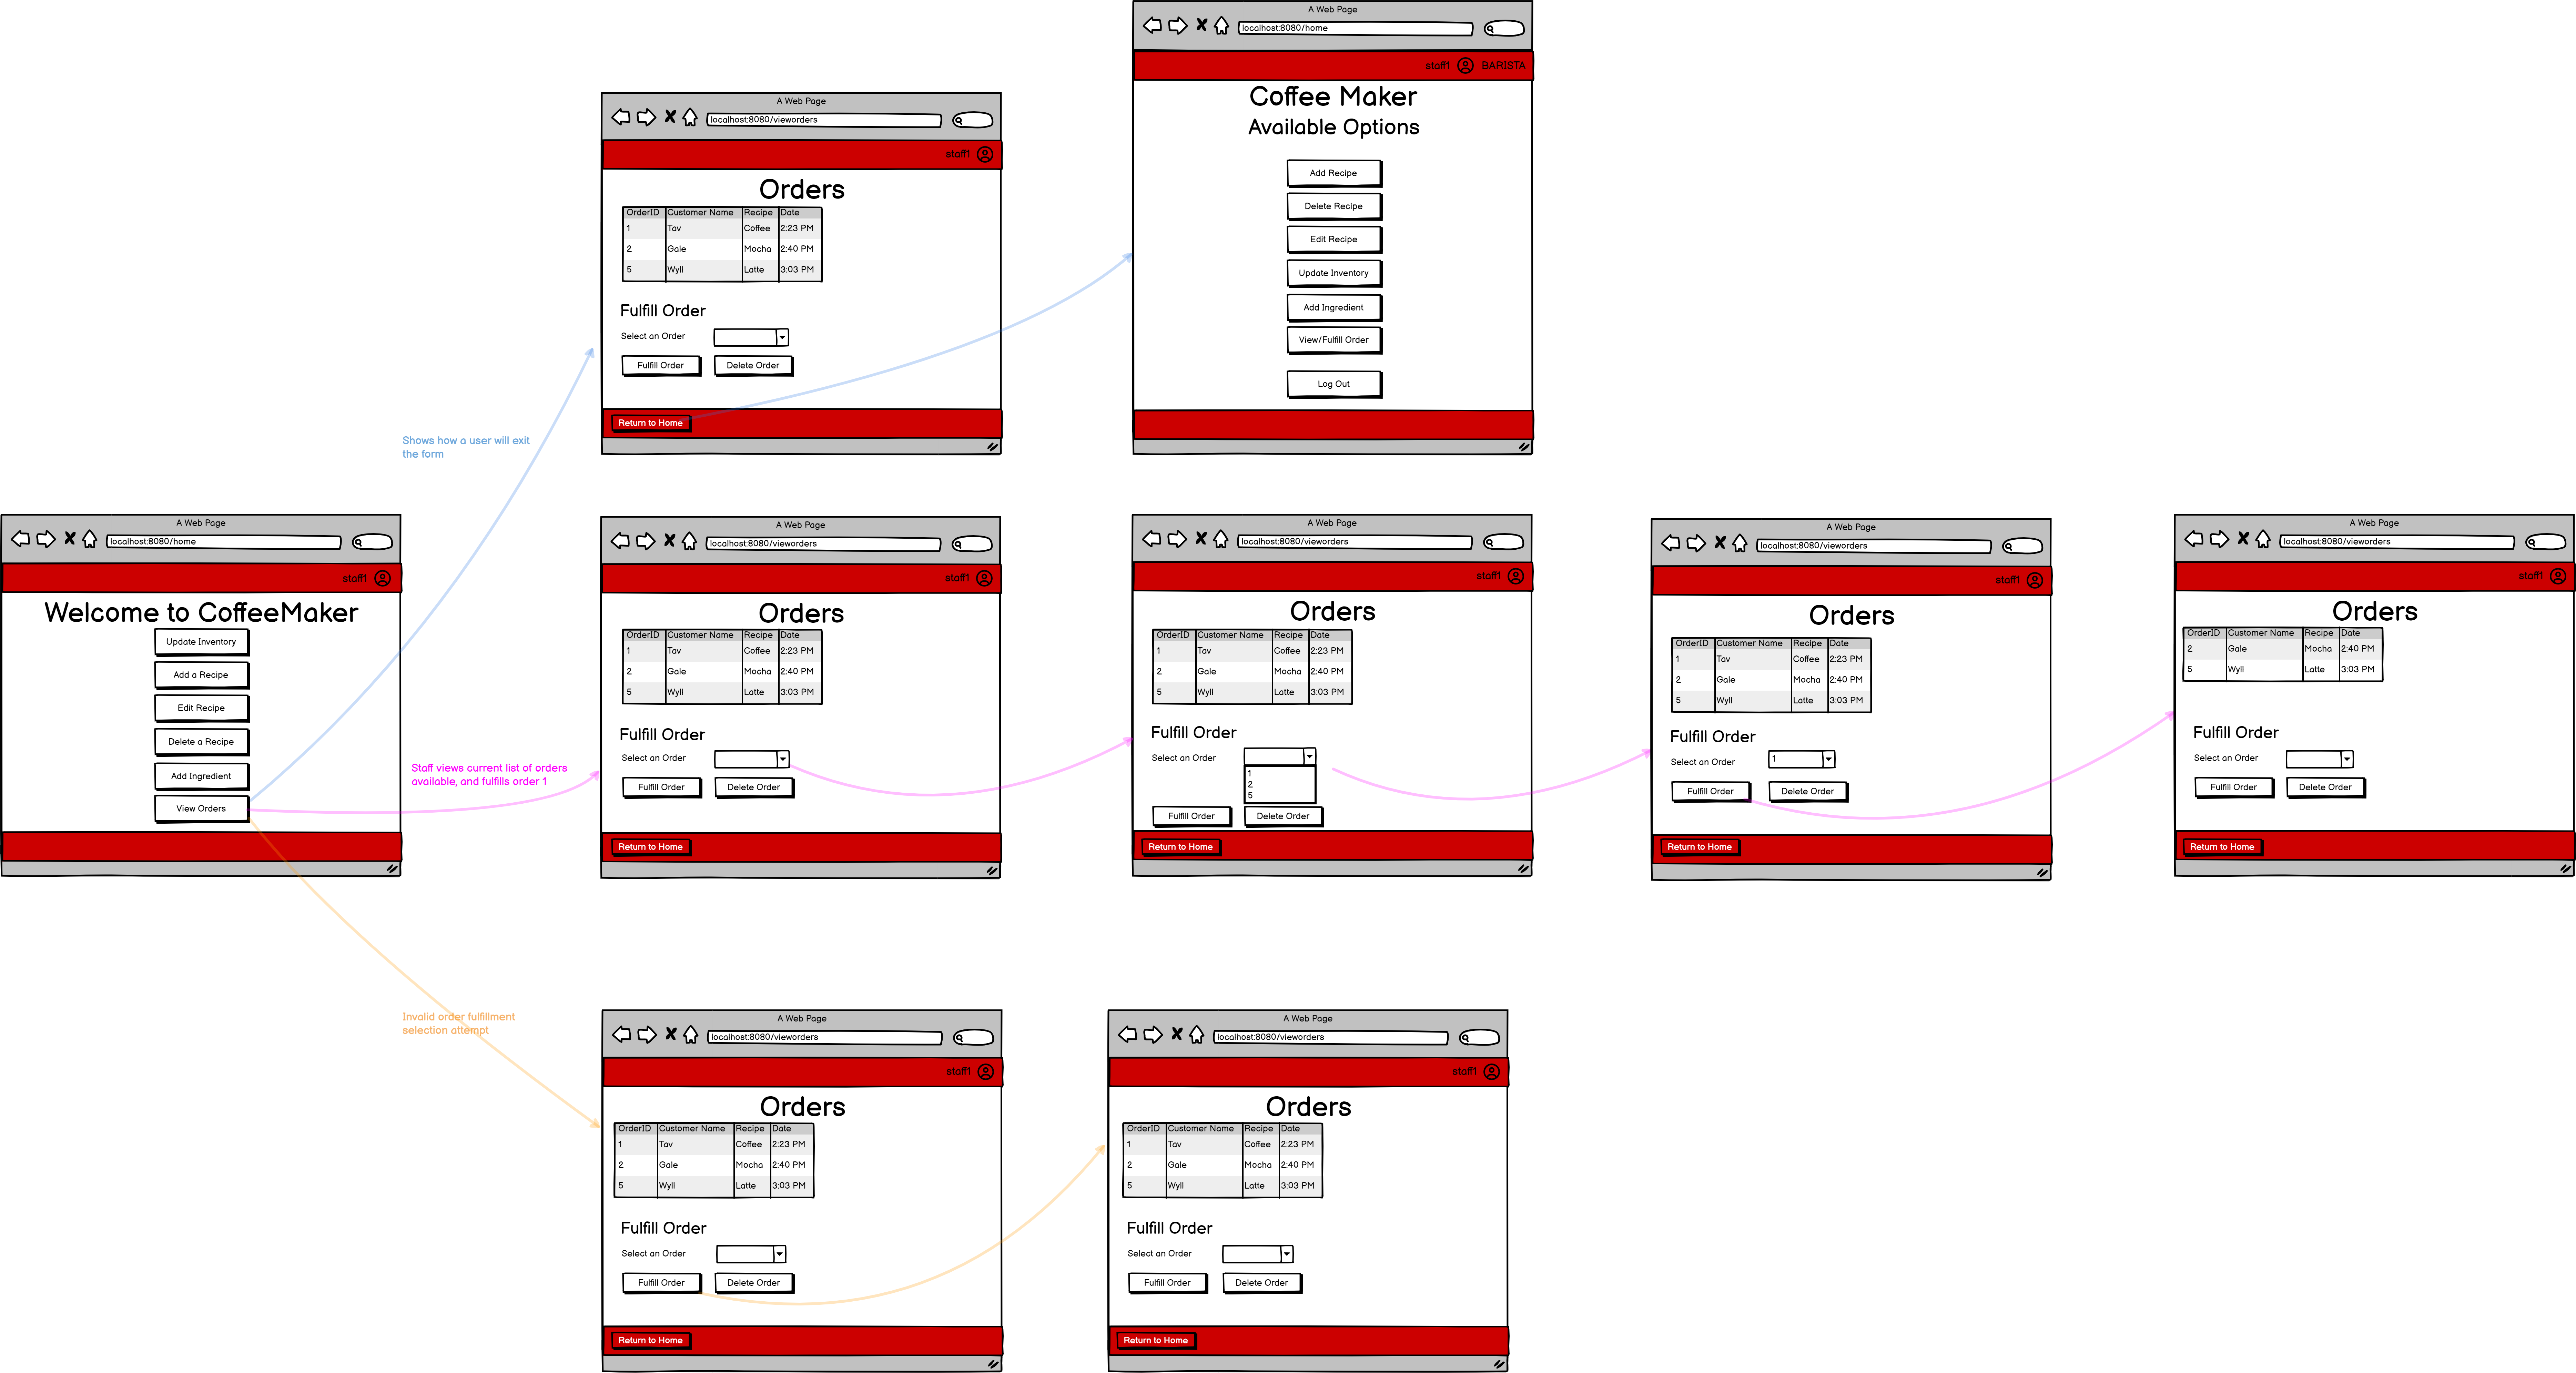 A Web Page
localhost:8080/home
staff1 BARISTA
Coffee Maker
Available Options
Add Recipe
Delete Recipe
Edit Recipe
Update Inventory
Add Ingredient
View/Fulfill Order
Log Out
A Web Page
localhost:8080/vieworders
staff1
Orders
OrderID Customer Name Recipe Date
1 Tav Coffee 2:23 PM
2 Gale Mocha 2:40 PM
5 Wyll Latte 3:03 PM
Fulfill Order
Select an Order
Fulfill Order Delete Order
Return to Home
Shows how a user will exit
the form
A Web Page
localhost:8080/home
staff1
Welcome to CoffeeMaker
Update Inventory
Add a Recipe
Edit Recipe
Delete a Recipe
Add Ingredient
View Orders
Staff views current list of orders
available, and fulfills order 1
A Web Page
localhost:8080/vieworders
staff1
Orders
OrderID Customer Name Recipe Date
1 Tav Coffee 2:23 PM
2 Gale Mocha 2:40 PM
5 Wyll Latte 3:03 PM
Fulfill Order
Select an Order
Fulfill Order Delete Order
Return to Home
A Web Page
localhost:8080/vieworders
staff1
Orders
OrderID Customer Name Recipe Date
1 Tav Coffee 2:23 PM
2 Gale Mocha 2:40 PM
5 Wyll Latte 3:03 PM
Fulfill Order
Select an Order
1
2
5
Fulfill Order Delete Order
Return to Home
A Web Page
localhost:8080/vieworders
staff1
Orders
OrderID Customer Name Recipe Date
1 Tav Coffee 2:23 PM
2 Gale Mocha 2:40 PM
5 Wyll Latte 3:03 PM
Fulfill Order
Select an Order 1
Fulfill Order Delete Order
Return to Home
A Web Page
localhost:8080/vieworders
staff1
Orders
OrderID Customer Name Recipe Date
2 Gale Mocha 2:40 PM
5 Wyll Latte 3:03 PM
Fulfill Order
Select an Order
Fulfill Order Delete Order
Return to Home
Invalid order fulfillment
selection attempt
A Web Page
localhost:8080/vieworders
staff1
Orders
OrderID Customer Name Recipe Date
1 Tav Coffee 2:23 PM
2 Gale Mocha 2:40 PM
5 Wyll Latte 3:03 PM
Fulfill Order
Select an Order
Fulfill Order Delete Order
Return to Home
A Web Page
localhost:8080/vieworders
staff1
Orders
OrderID Customer Name Recipe Date
1 Tav Coffee 2:23 PM
2 Gale Mocha 2:40 PM
5 Wyll Latte 3:03 PM
Fulfill Order
Select an Order
Fulfill Order Delete Order
Return to Home